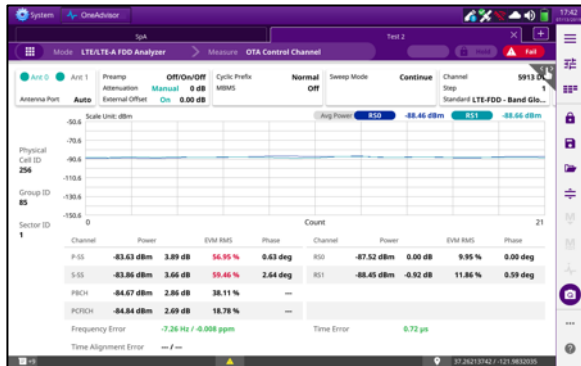 System OneAdvisor 17:42
SpA Test 2
Mode LTE/LTE-A FDD Analyzer Measure OTA Control Channel Hold Fail
Ant 0 Ant 1 Preamp Off/On/Off Cyclic Prefix Normal Sweep Mode Continue Channel 5913 DL
Attenuation Manual 0 dB MBMS Off Step 1
Antenna Port Auto External Offset On 0.00 dB Standard LTE-FDD - Band Glo...
Scale Unit: dBm Avg Power RS0 -88.46 dBm RS1 -88.66 dBm
-50.6
-70.6
Physical
Cell ID
256
-90.6
Group ID
85
-130.6
Sector ID
1
-150.6 0 Count 21
Channel Power EVM RMS Phase Channel Power EVM RMS Phase
P-SS -83.63 dBm 3.89 dB 56.95 % 0.63 deg RS0 -87.52 dBm 0.00 dB 9.95 % 0.00 deg
S-SS -83.86 dBm 3.66 dB 59.46 % 2.64 deg RS1 -88.45 dBm -0.92 dB 11.86 % 0.59 deg
PBCH -84.67 dBm 2.86 dB 38.11 % ---
PCFICH -84.84 dBm 2.69 dB 18.78 % ---
Frequency Error -7.26 Hz / -0.008 ppm Time Error 0.72 μs
Time Alignment Error --- / ---
+9 37.26213742 / -121.9832035